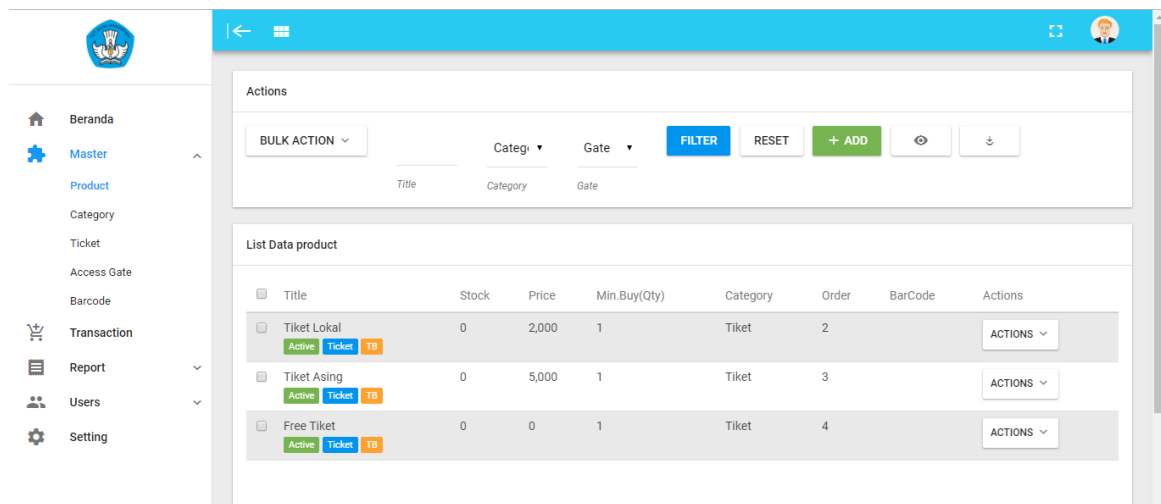 Beranda
Master
Product
Category
Ticket
Access Gate
Barcode
Transaction
Report
Users
Setting
Actions
BULK ACTION
Title
Categ
Category
Gate
Gate
FILTER
RESET
+ ADD
List Data product
Title Stock Price Min.Buy(Qty) Category Order BarCode Actions
Tiket Lokal 0 2,000 1 Tiket 2 ACTIONS
Active Ticket TB
Tiket Asing 0 5,000 1 Tiket 3 ACTIONS
Active Ticket TB
Free Tiket 0 0 1 Tiket 4 ACTIONS
Active Ticket TB